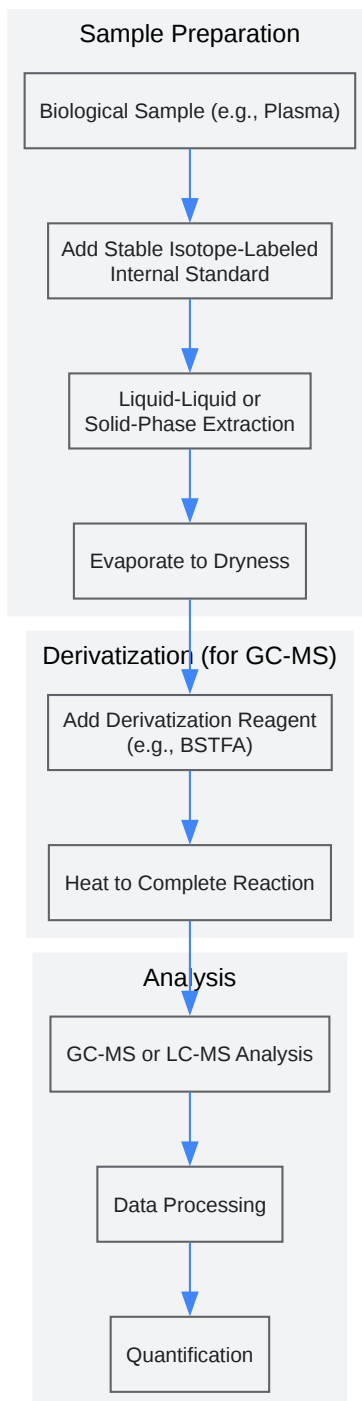 Sample Preparation
Biological Sample (e.g., Plasma)
Add Stable Isotope-Labeled
Internal Standard
Liquid-Liquid or
Solid-Phase Extraction
Evaporate to Dryness
Derivatization (for GC-MS)
Add Derivatization Reagent
(e.g., BSTFA)
Heat to Complete Reaction
Analysis
GC-MS or LC-MS Analysis
Data Processing
Quantification